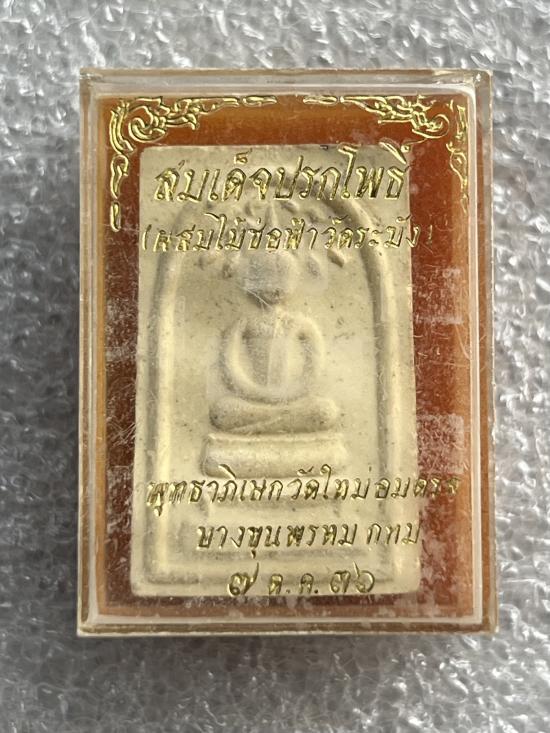 สมเด็จปรกโพธิ์
(ผสมไม้ช่อฟ้าวัดระฆัง)
พุทธาภิเษกวัดใหม่อมตรส
บางขุนพรหม กทม
๗ ต.ค. ๓๖